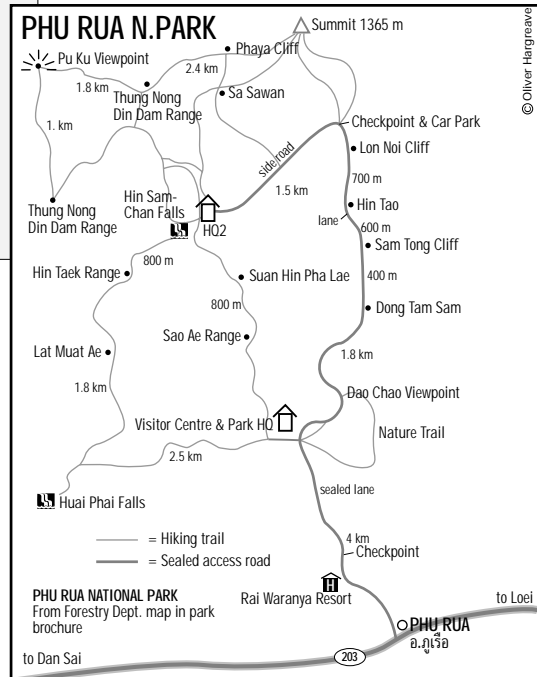 PHU RUA N.PARK
Summit 1365 m
© Oliver Hargreave
Pu Ku Viewpoint
Phaya Cliff
2.4 km
1.8 km
Thung Nong
Din Dam Range
Sa Sawan
1. km
Checkpoint & Car Park
Lon Noi Cliff
side road
1.5 km
700 m
Thung Nong
Din Dam Range
Hin Sam-
Chan Falls
HQ2
Hin Tao
lane
600 m
Sam Tong Cliff
800 m
Hin Taek Range
Suan Hin Pha Lae
400 m
800 m
Dong Tam Sam
Sao Ae Range
Lat Muat Ae
1.8 km
1.8 km
Dao Chao Viewpoint
Visitor Centre & Park HQ
Nature Trail
2.5 km
sealed lane
Huai Phai Falls
4 km
Checkpoint
= Hiking trail
= Sealed access road
H
Rai Waranya Resort
PHU RUA NATIONAL PARK
From Forestry Dept. map in park
brochure
to Loei
PHU RUA
อ.ภูเรือ
203
to Dan Sai